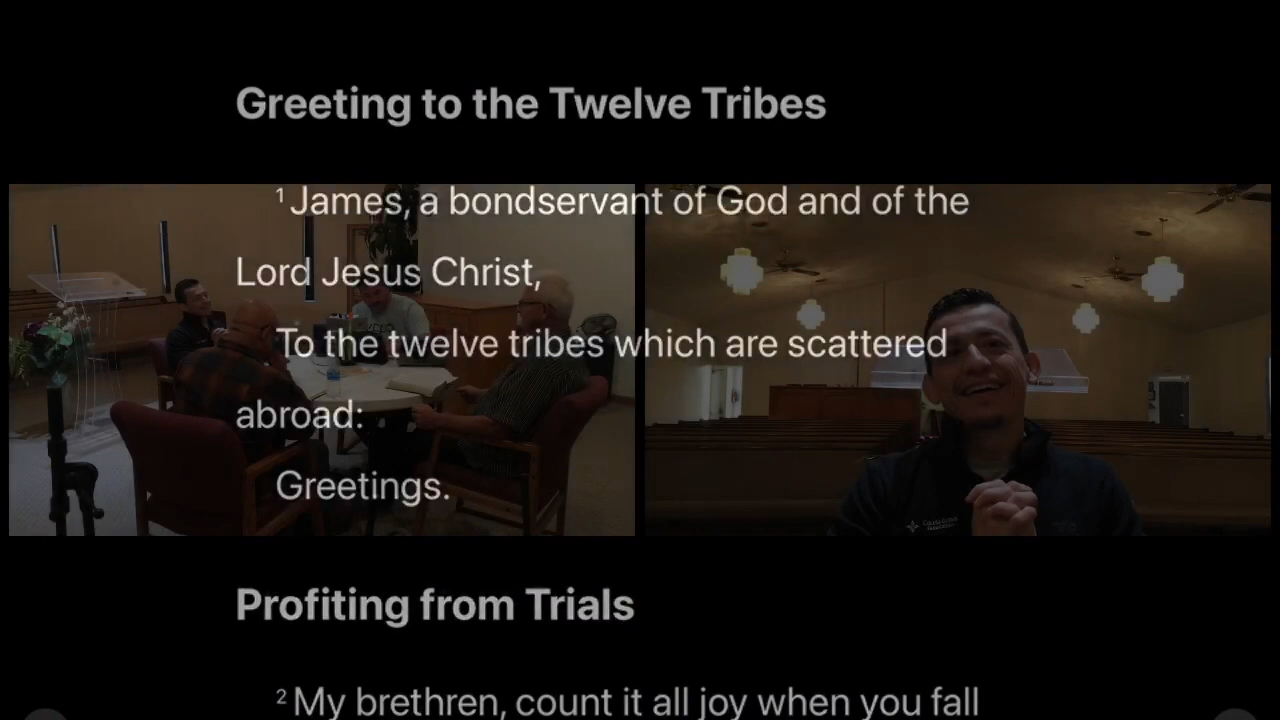 Greeting to the Twelve Tribes
1 James, a bondservant of God and of the
Lord Jesus Christ,
To the twelve tribes which are scattered
abroad:
Greetings.
Profiting from Trials
2 My brethren, count it all joy when you fall